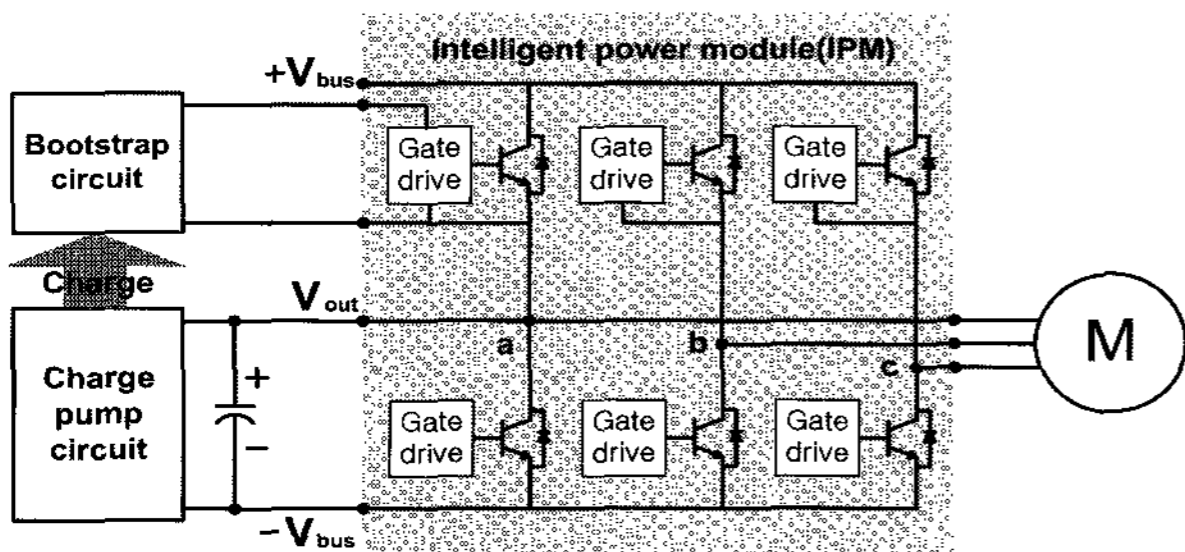 Intelligent power module(IPM)
+Vbus
Bootstrap
circuit
Gate
drive
Gate
drive
Gate
drive
Charge
Vout
a
b
c
M
Charge
pump
circuit
+
−
Gate
drive
Gate
drive
Gate
drive
−Vbus